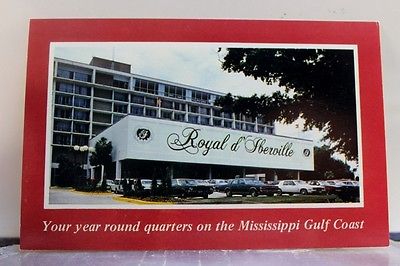 Royal d'Iberville
Your year round quarters on the Mississippi Gulf Coast